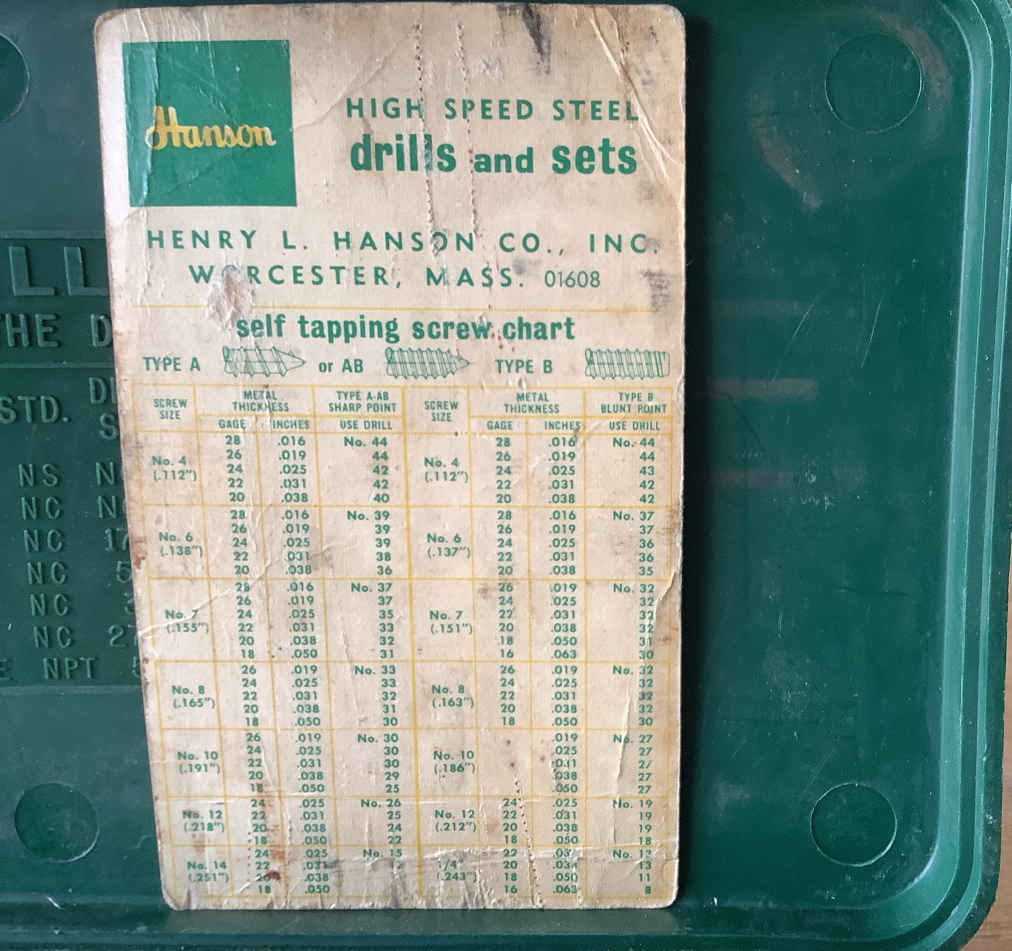 Hanson
HIGH SPEED STEEL
drills and sets
HENRY L. HANSON CO., INC.
WORCESTER, MASS. 01608
self tapping screw chart
TYPE A or AB TYPE B
SCREW SIZE METAL THICKNESS TYPE A-AB SHARP POINT SCREW SIZE METAL THICKNESS TYPE B BLUNT POINT
GAGE INCHES USE DRILL GAGE INCHES USE DRILL
No. 4 (.112") 28 .016 No. 44 No. 4 (.112") 28 .016 No. 44
26 .019 44 26 .019 44
24 .025 42 24 .025 43
22 .031 42 22 .031 42
20 .038 40 20 .038 42
No. 6 (.138") 28 .016 No. 39 No. 6 (.137") 28 .016 No. 37
26 .019 39 26 .019 37
24 .025 39 24 .025 36
22 .031 38 22 .031 36
20 .038 36 20 .038 35
No. 7 (.155") 28 .016 No. 37 No. 7 (.151") 26 .019 No. 32
26 .019 37 24 .025 32
24 .025 35 22 .031 32
22 .031 33 20 .038 32
20 .038 32 18 .050 31
18 .050 31 16 .063 30
No. 8 (.165") 26 .019 No. 33 No. 8 (.163") 26 .019 No. 32
24 .025 33 24 .025 32
22 .031 32 22 .031 32
20 .038 31 20 .038 32
18 .050 30 18 .050 30
No. 10 (.191") 26 .019 No. 30 No. 10 (.186") .019 No. 27
24 .025 30 .025 27
22 .031 30 .031 27
20 .038 29 .038 27
18 .050 25 .050 27
No. 12 (.218") 24 .025 No. 26 No. 12 (.212") 24 .025 No. 19
22 .031 25 22 .031 19
20 .038 24 20 .038 19
18 .050 22 18 .050 18
No. 14 (.251") 24 .025 No. 15 1/4" (.243") 22 No.
22 .031 20
20 .038 18 .050 11
18 .050 16 .063 8
LL
THE D
STD.
NS N
NC N
NC 17
NC 5
NC
NC 2
NPT 5